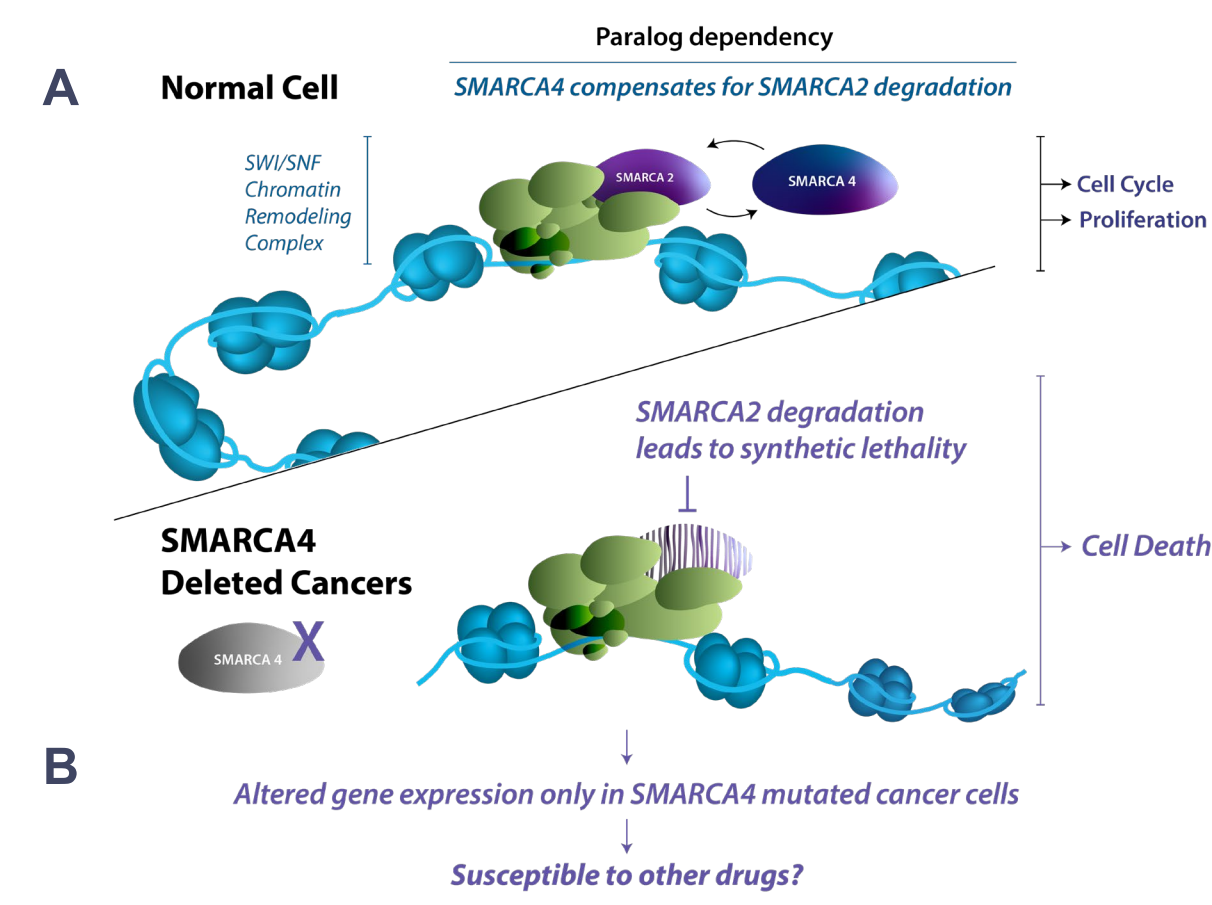 Paralog dependency
A
Normal Cell
SMARCA4 compensates for SMARCA2 degradation
SWI/SNF
Chromatin
Remodeling
Complex
SMARCA 2
SMARCA 4
Cell Cycle
Proliferation
SMARCA2 degradation
leads to synthetic lethality
SMARCA4
Deleted Cancers
X
SMARCA 4
Cell Death
B
Altered gene expression only in SMARCA4 mutated cancer cells
Susceptible to other drugs?